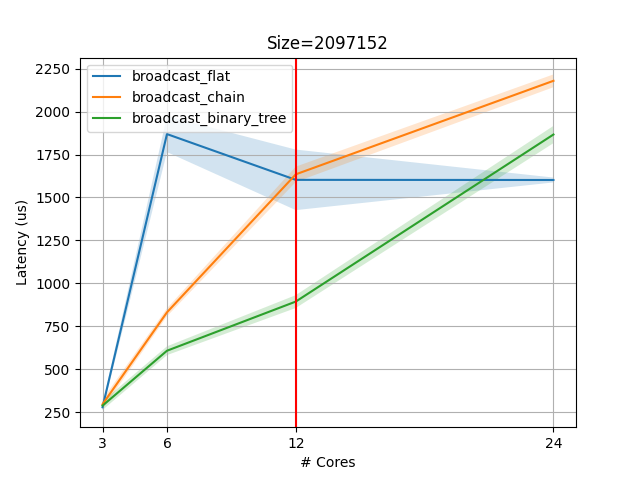 Size=2097152
broadcast_flat
broadcast_chain
broadcast_binary_tree
Latency (us)
2250
2000
1750
1500
1250
1000
750
500
250
3 6 12 24
# Cores